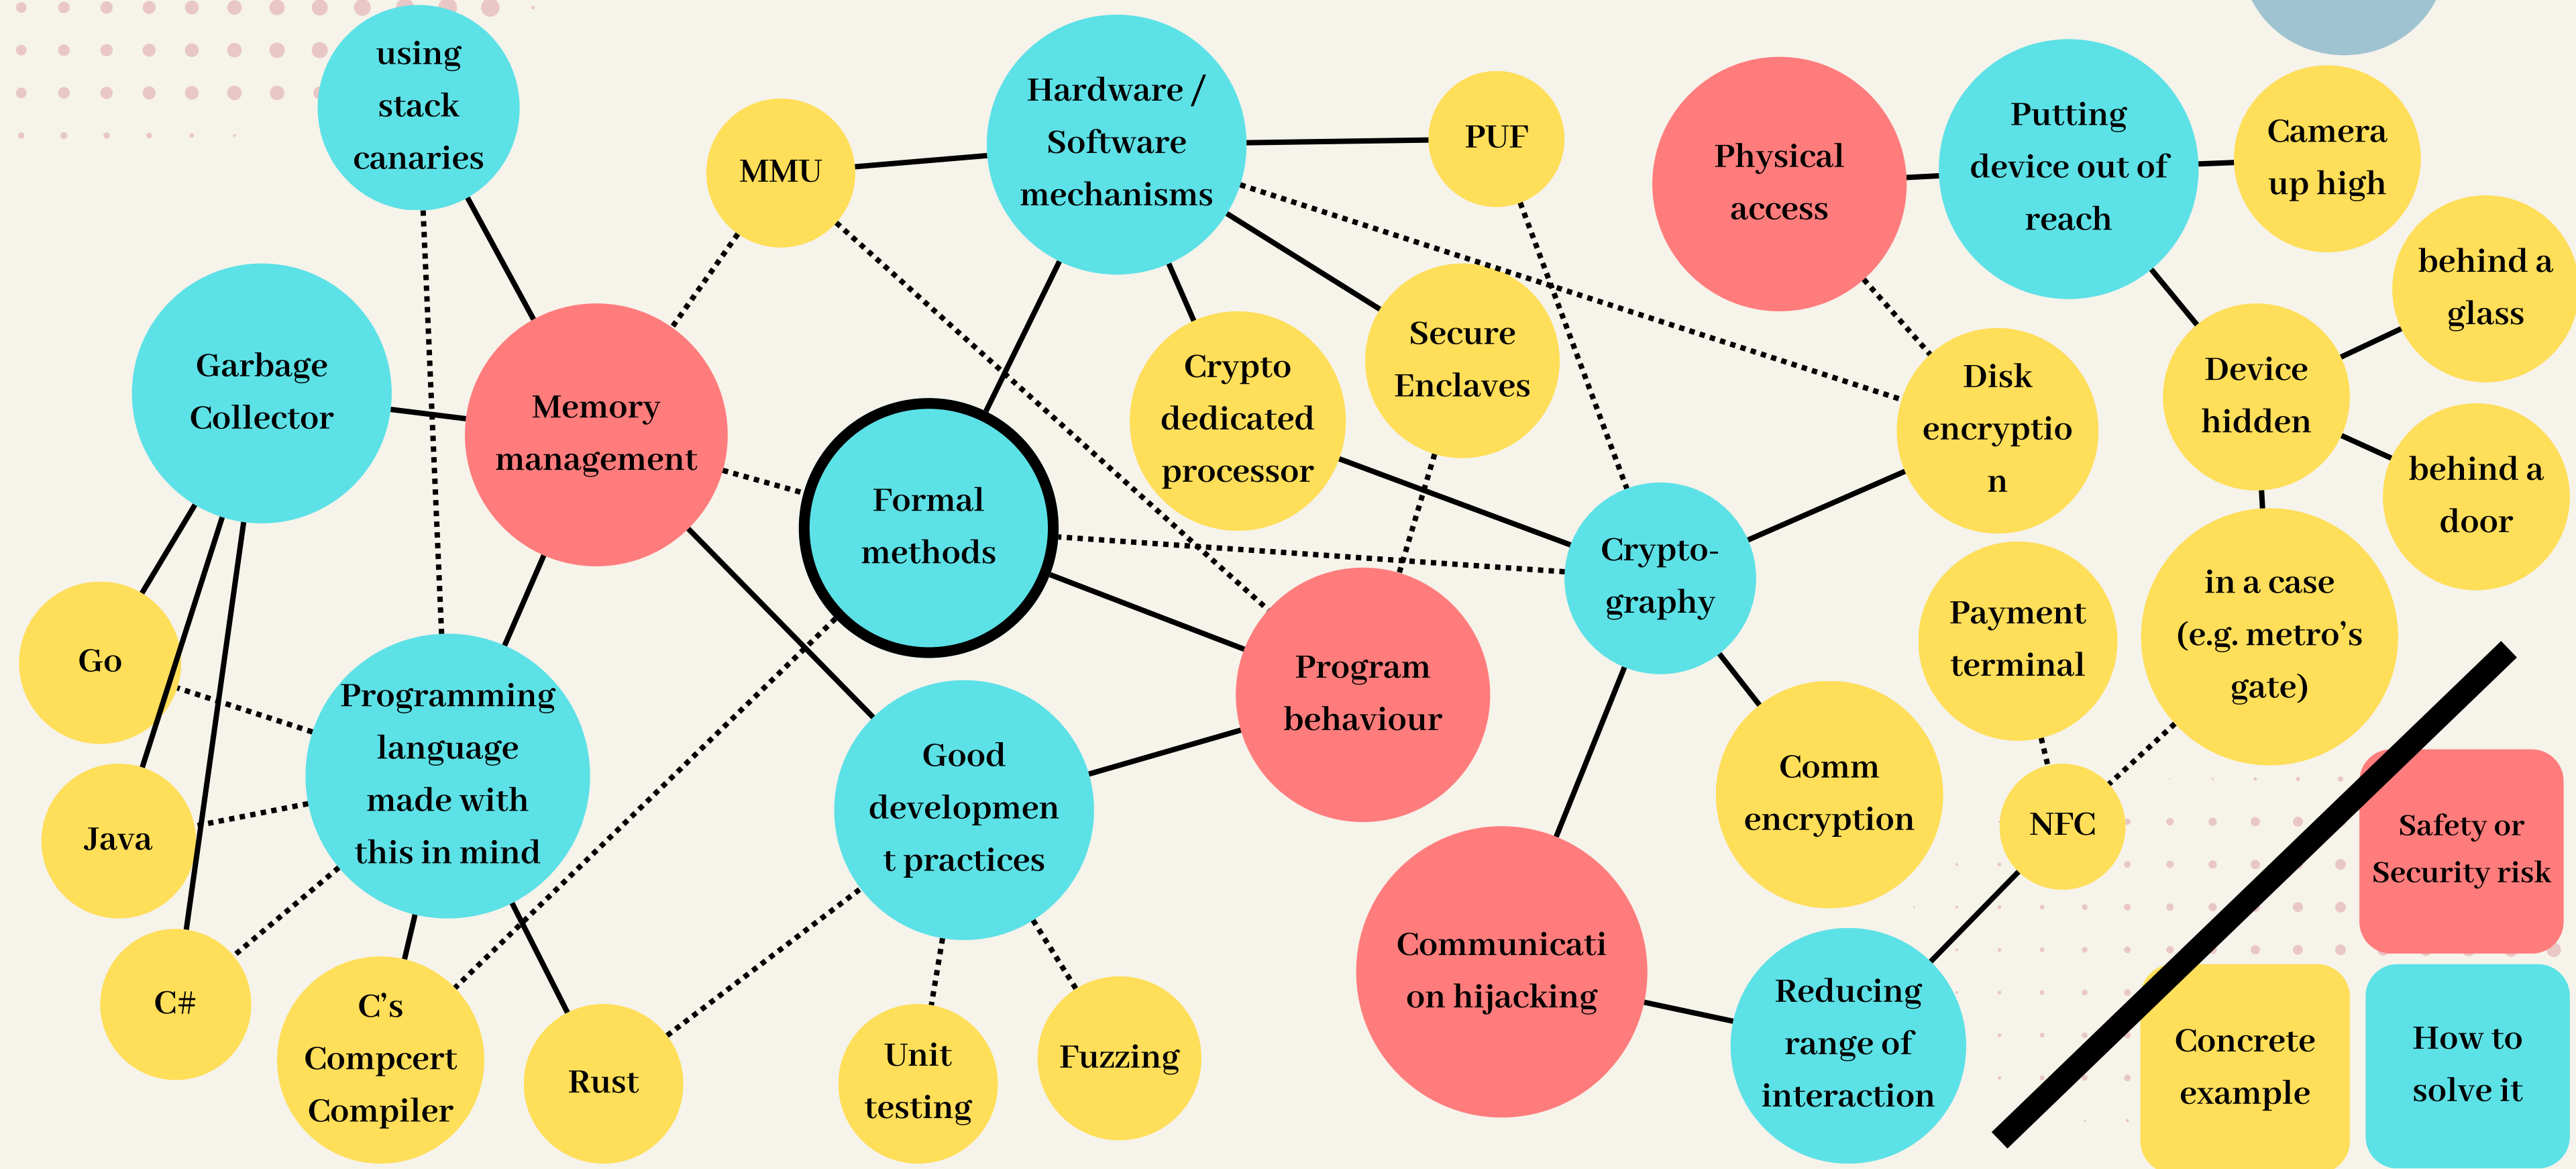 using
stack
canaries
Hardware /
Software
mechanisms
MMU
PUF
Physical
access
Putting
device out of
reach
Camera
up high
behind a
glass
Garbage
Collector
Memory
management
Formal
methods
Crypto
dedicated
processor
Secure
Enclaves
Disk
encryptio
n
Device
hidden
behind a
door
Crypto-
graphy
Payment
terminal
in a case
(e.g. metro’s
gate)
Go
Programming
language
made with
this in mind
Program
behaviour
Good
developmen
t practices
Comm
encryption
NFC
Java
C#
C’s
Compcert
Compiler
Rust
Unit
testing
Fuzzing
Communicati
on hijacking
Reducing
range of
interaction
Safety or
Security risk
Concrete
example
How to
solve it